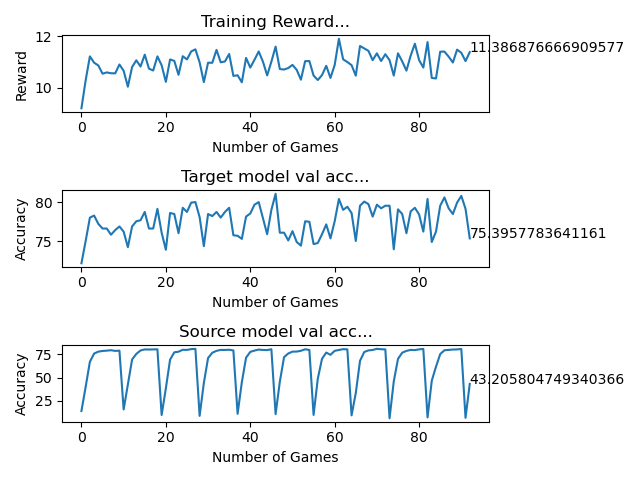 Training Reward...
12
10
Reward
11.386876666909577
0 20 40 60 80
Number of Games
Target model val acc...
80
75
Accuracy
75.3957783641161
0 20 40 60 80
Number of Games
Source model val acc...
75
50
25
Accuracy
43.205804749340366
0 20 40 60 80
Number of Games